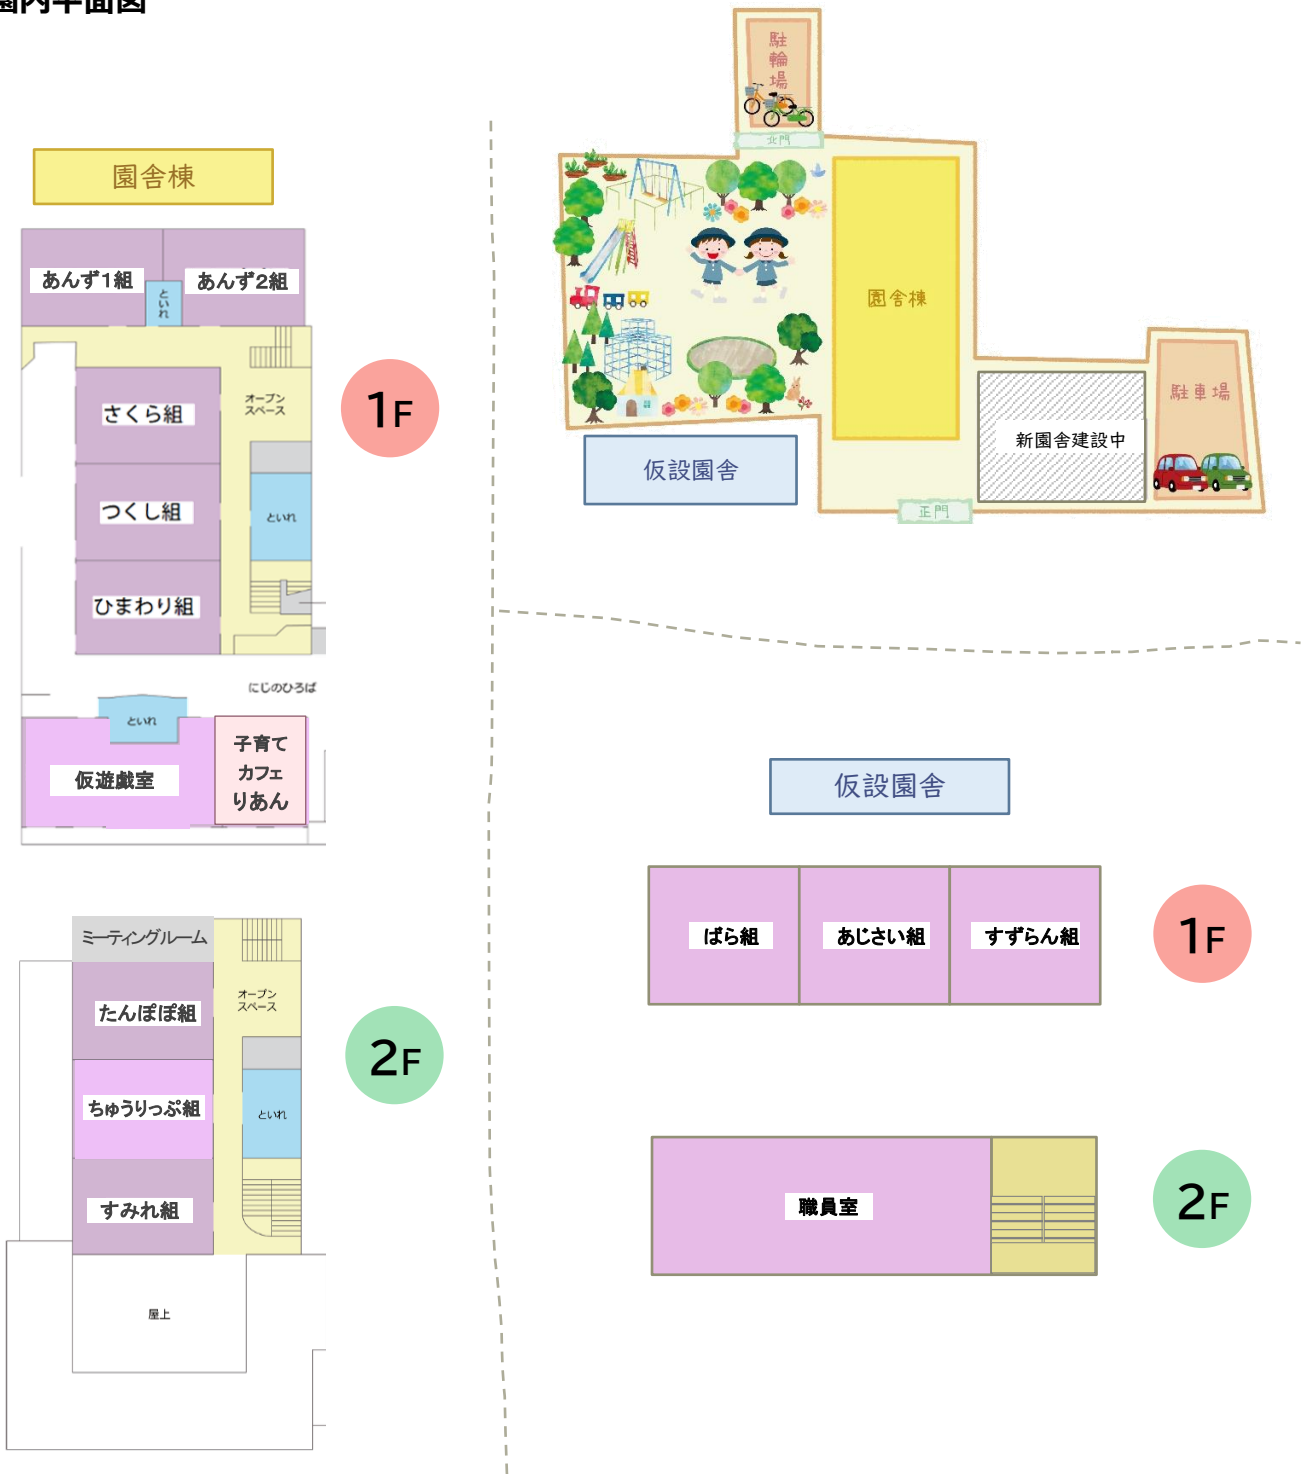 園内平面図
園舎棟
あんず1組
あんず2組
といれ
さくら組
オープン
スペース
つくし組
といれ
ひまわり組
にじのひろば
といれ
仮遊戯室
子育て
カフェ
りあん
1F
ミーティングルーム
たんぽぽ組
オープン
スペース
ちゅうりっぷ組
といれ
すみれ組
屋上
2F
駐輪場
北門
園舎棟
新園舎建設中
駐車場
仮設園舎
正門
仮設園舎
ばら組
あじさい組
すずらん組
1F
職員室
2F